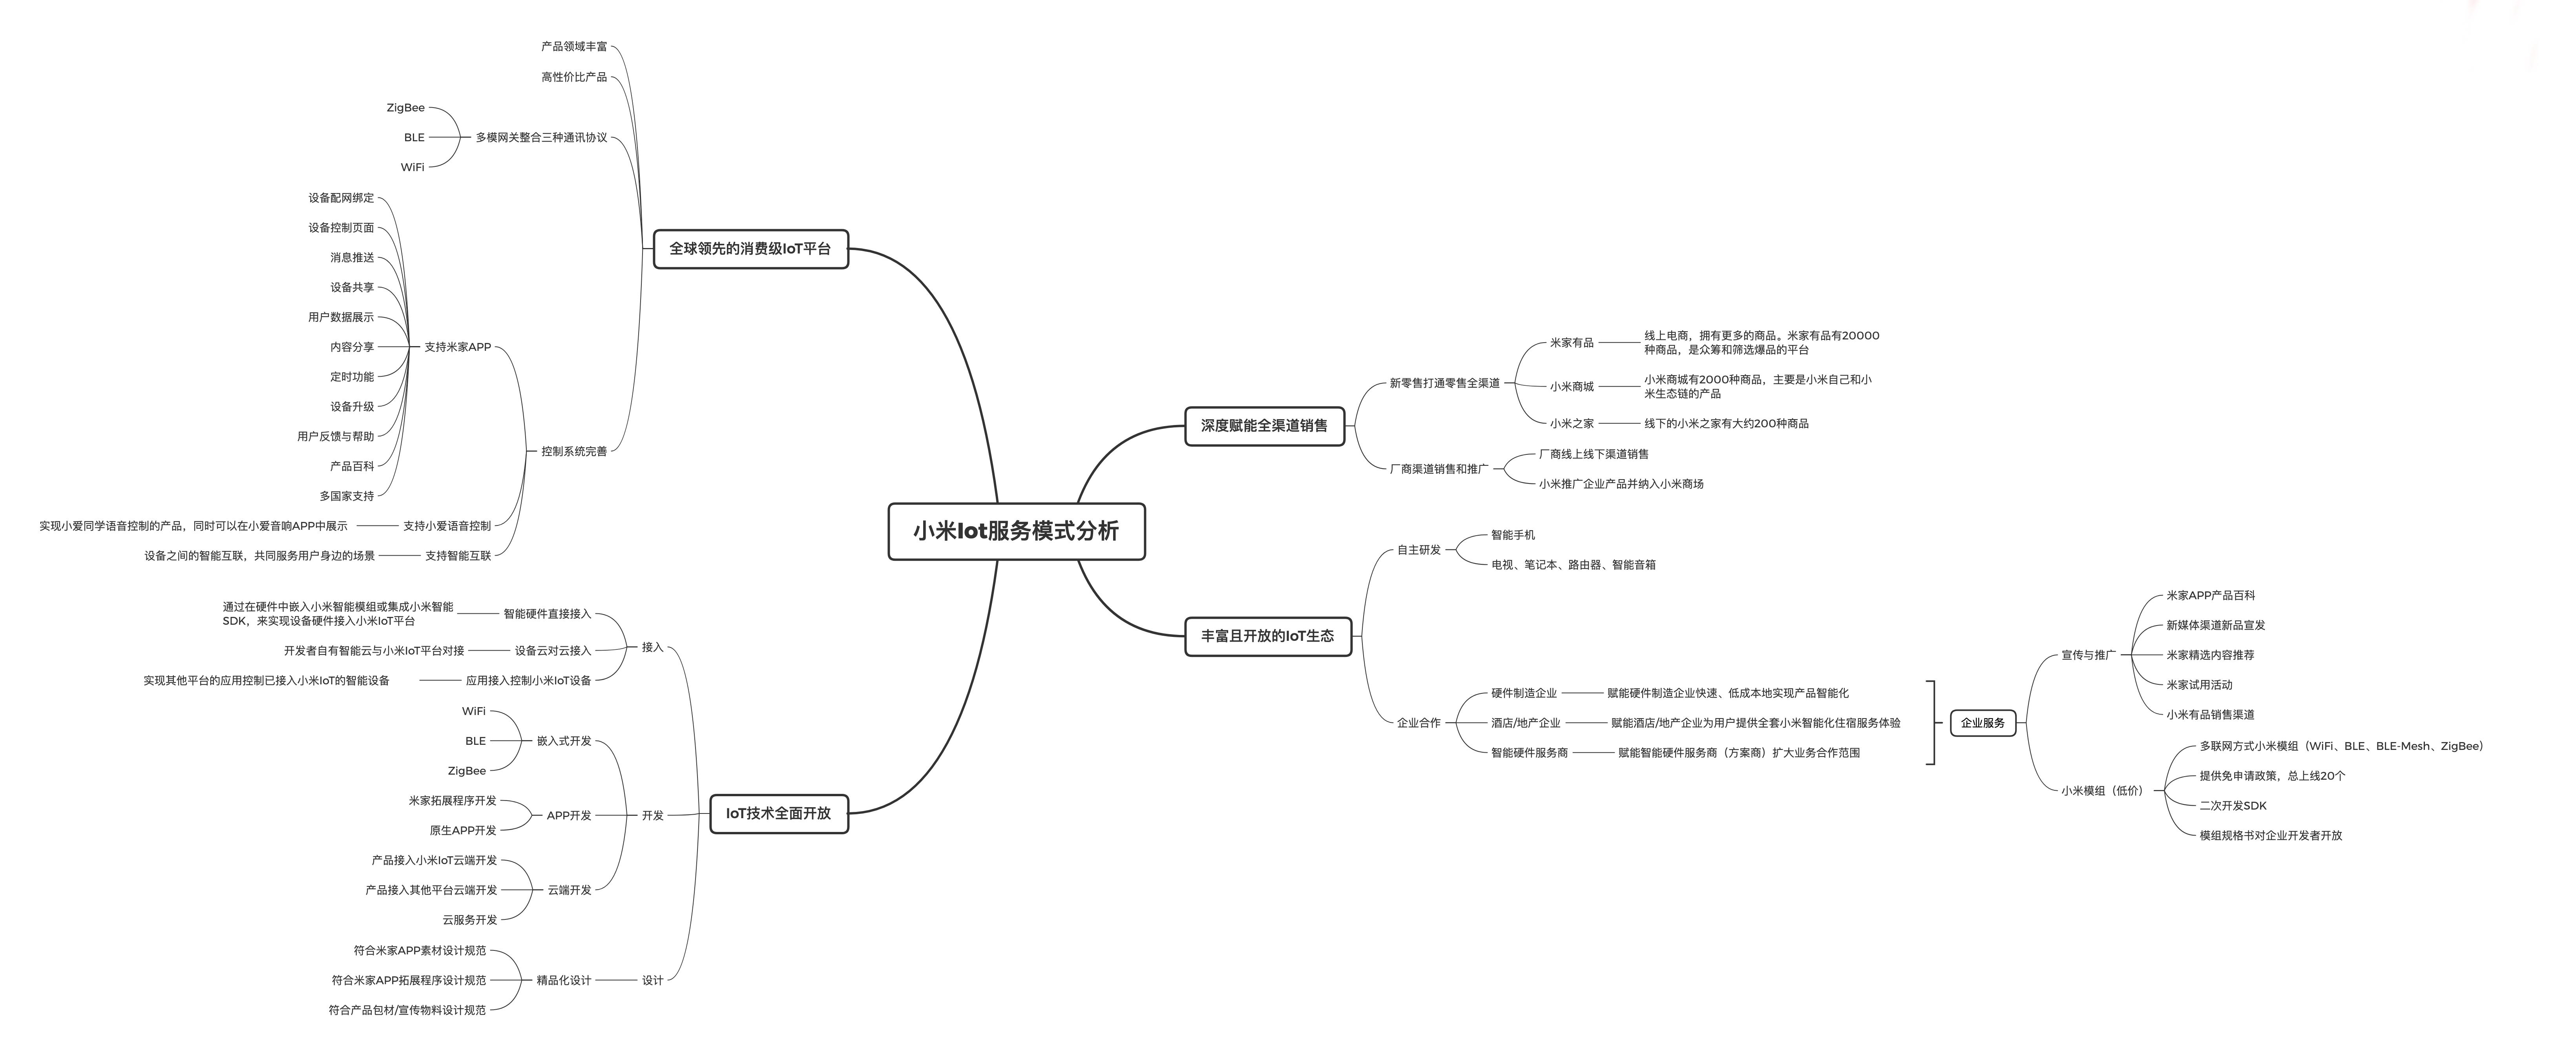 小米Iot服务模式分析
全球领先的消费级IoT平台
产品领域丰富
高性价比产品
多模网关整合三种通讯协议
ZigBee
BLE
WiFi
控制系统完善
支持米家APP
设备配网绑定
设备控制页面
消息推送
设备共享
用户数据展示
内容分享
定时功能
设备升级
用户反馈与帮助
产品百科
多国家支持
支持小爱语音控制
实现小爱同学语音控制的产品，同时可以在小爱音响APP中展示
支持智能互联
设备之间的智能互联，共同服务用户身边的场景
IoT技术全面开放
接入
智能硬件直接接入
通过在硬件中嵌入小米智能模组或集成小米智能
SDK，来实现设备硬件接入小米IoT平台
设备云对云接入
开发者自有智能云与小米IoT平台对接
应用接入控制小米IoT设备
实现其他平台的应用控制已接入小米IoT的智能设备
开发
嵌入式开发
WiFi
BLE
ZigBee
APP开发
米家拓展程序开发
原生APP开发
云端开发
产品接入小米IoT云端开发
产品接入其他平台云端开发
云服务开发
设计
精品化设计
符合米家APP素材设计规范
符合米家APP拓展程序设计规范
符合产品包材/宣传物料设计规范
深度赋能全渠道销售
新零售打通零售全渠道
米家有品
线上电商，拥有更多的商品。米家有品有20000
种商品，是众筹和筛选爆品的平台
小米商城
小米商城有2000种商品，主要是小米自己和小
米生态链的产品
小米之家
线下的小米之家有大约200种商品
厂商渠道销售和推广
厂商线上线下渠道销售
小米推广企业产品并纳入小米商场
丰富且开放的IoT生态
自主研发
智能手机
电视、笔记本、路由器、智能音箱
企业合作
硬件制造企业
赋能硬件制造企业快速、低成本地实现产品智能化
酒店/地产企业
赋能酒店/地产企业为用户提供全套小米智能化住宿服务体验
智能硬件服务商
赋能智能硬件服务商（方案商）扩大业务合作范围
企业服务
宣传与推广
米家APP产品百科
新媒体渠道新品宣发
米家精选内容推荐
米家试用活动
小米有品销售渠道
小米模组（低价）
多联网方式小米模组（WiFi、BLE、BLE-Mesh、ZigBee）
提供免申请政策，总上线20个
二次开发SDK
模组规格书对企业开发者开放